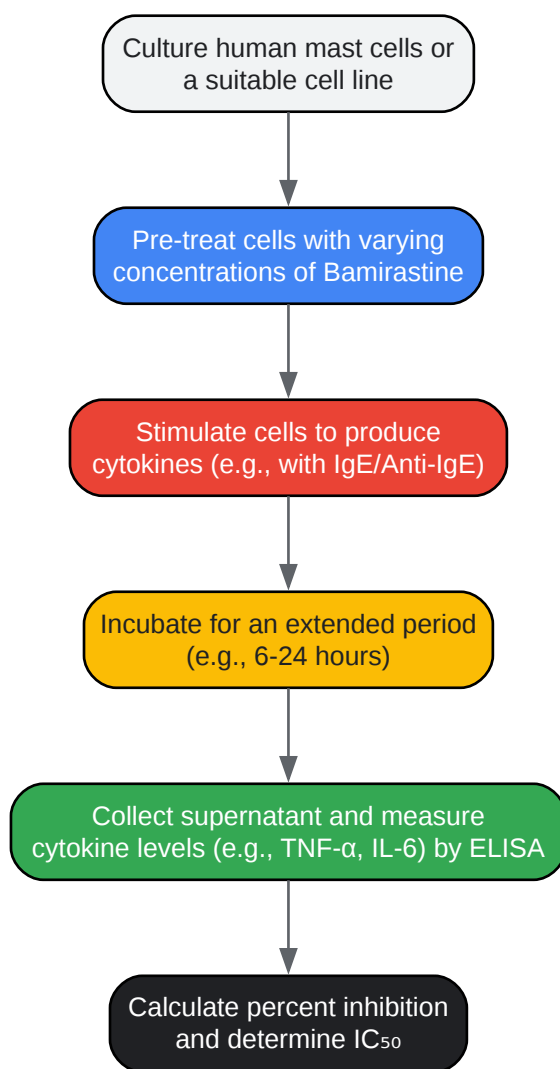 Culture human mast cells or
a suitable cell line
Pre-treat cells with varying
concentrations of Bamirastine
Stimulate cells to produce
cytokines (e.g., with IgE/Anti-IgE)
Incubate for an extended period
(e.g., 6-24 hours)
Collect supernatant and measure
cytokine levels (e.g., TNF-α, IL-6) by ELISA
Calculate percent inhibition
and determine IC₅₀